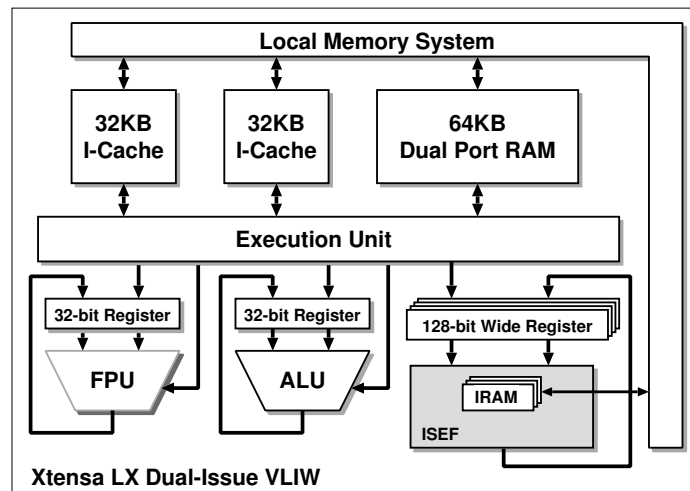 Local Memory System
32KB
I-Cache
32KB
I-Cache
64KB
Dual Port RAM
Execution Unit
32-bit Register
32-bit Register
128-bit Wide Register
FPU
ALU
IRAM
ISEF
Xtensa LX Dual-Issue VLIW